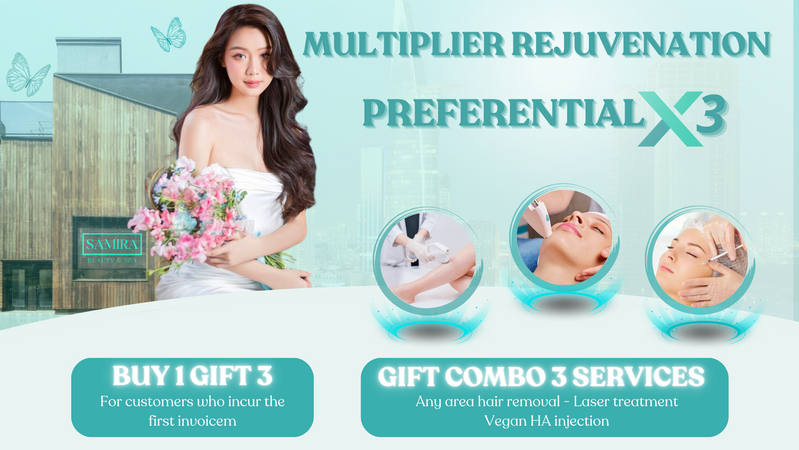 MULTIPLIER REJUVENATION
PREFERENTIAL X3
SAMIRA
BEAUTY & SPA
BUY 1 GIFT 3
For customers who incur the
first invoicem
GIFT COMBO 3 SERVICES
Any area hair removal - Laser treatment
Vegan HA injection